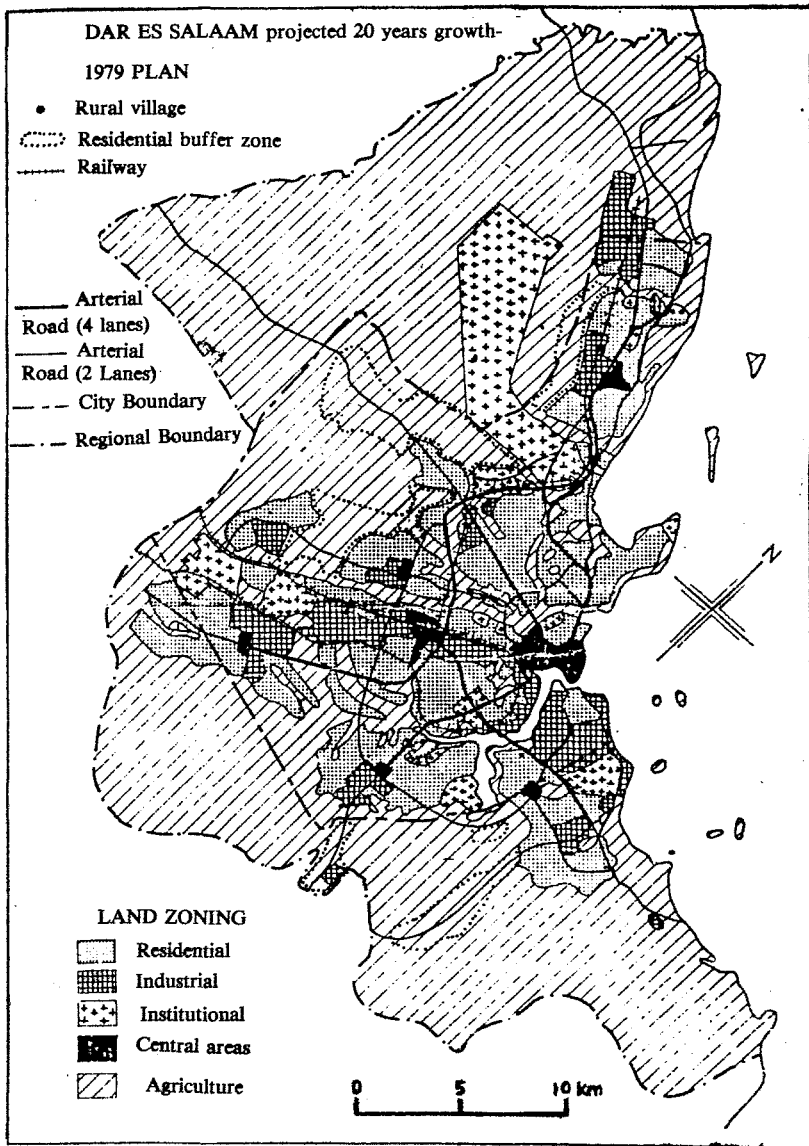 DAR ES SALAAM projected 20 years growth-
1979 PLAN
Rural village
Residential buffer zone
Railway
Arterial
Road (4 lanes)
Arterial
Road (2 Lanes)
City Boundary
Regional Boundary
N
LAND ZONING
Residential
Industrial
Institutional
Central areas
Agriculture
0 5 10 km